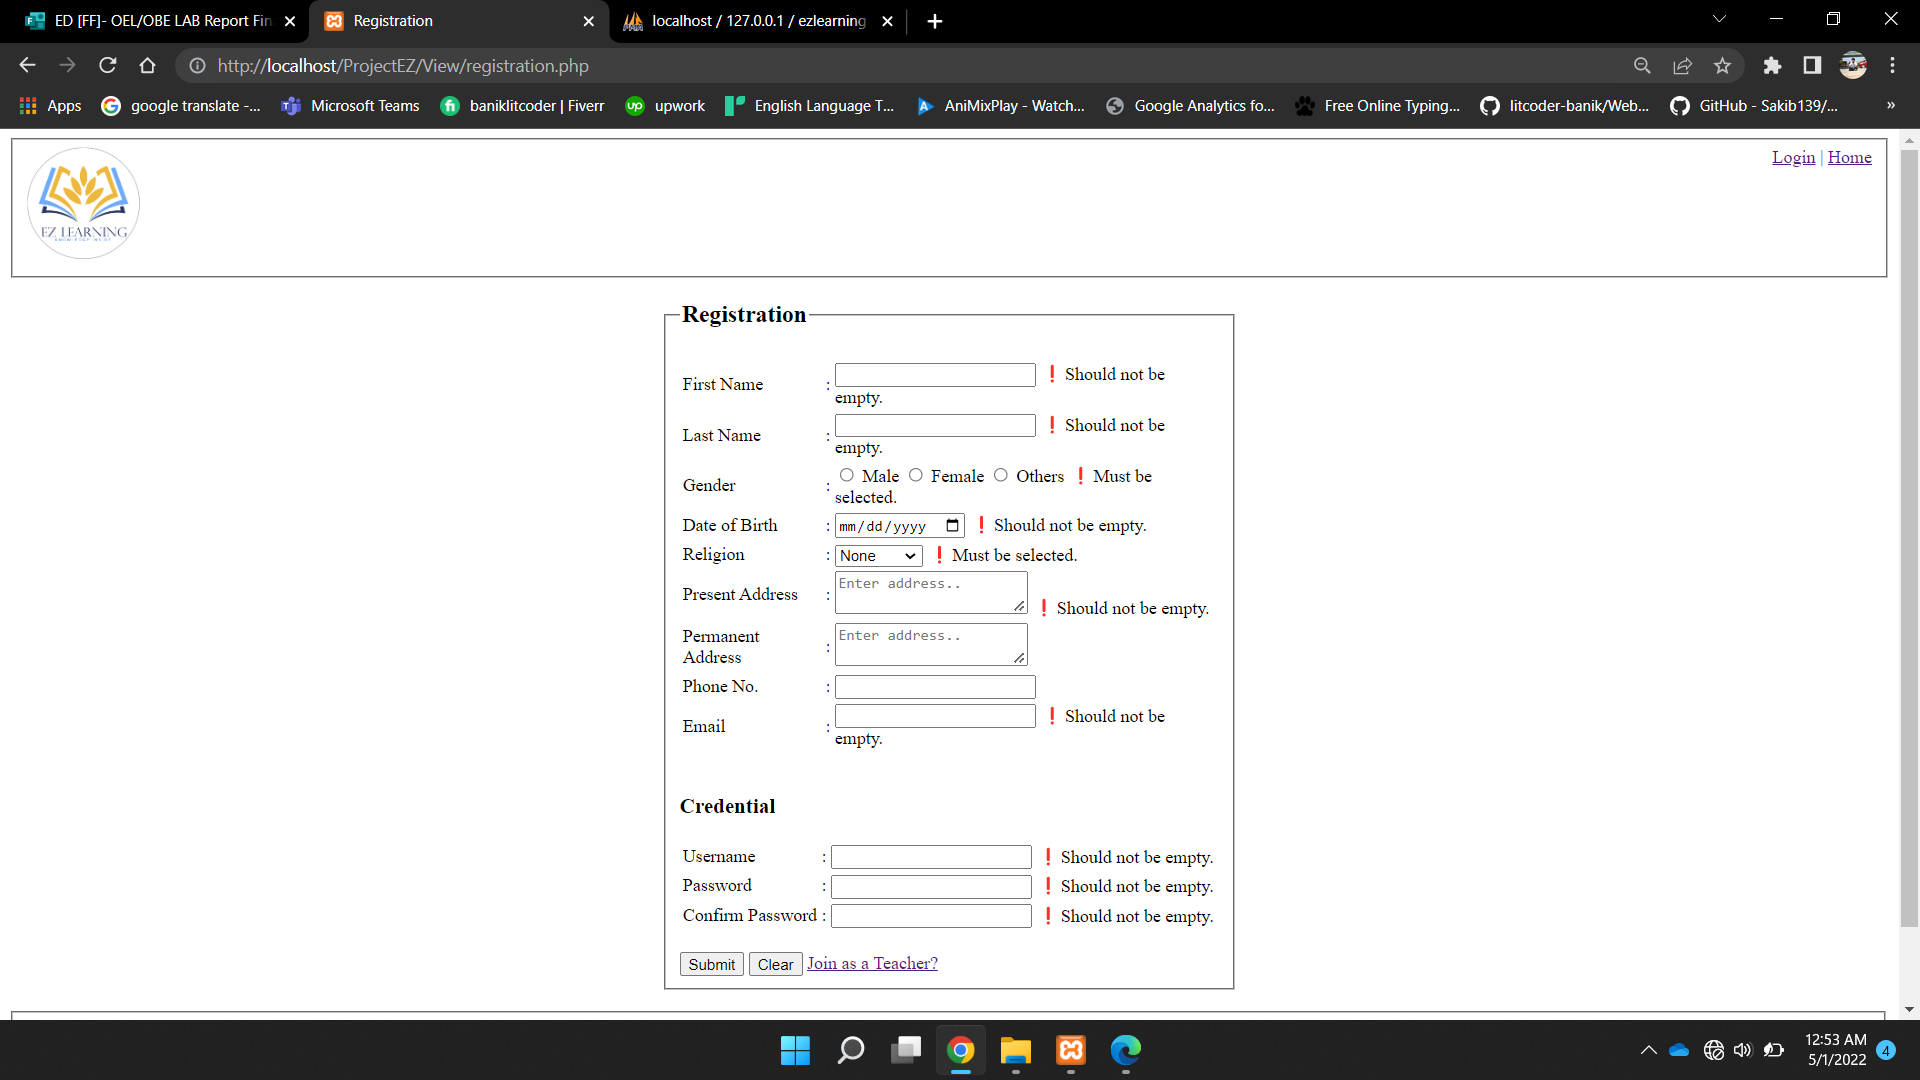 ED [FF]- OEL/OBE LAB Report Fin
Registration
localhost / 127.0.0.1 / ezlearning
http://localhost/ProjectEZ/View/registration.php
Apps
google translate -...
Microsoft Teams
baniklitcoder | Fiverr
upwork
English Language T...
AniMixPlay - Watch...
Google Analytics fo...
Free Online Typing...
litcoder-banik/Web...
GitHub - Sakib139/...
»
Login | Home
EZ LEARNING
KNOWLEDGE INSIDE
Registration
First Name : ❗ Should not be
empty.
Last Name : ❗ Should not be
empty.
Gender : Male Female Others ❗ Must be
selected.
Date of Birth : mm/dd/yyyy ❗ Should not be empty.
Religion : None ❗ Must be selected.
Present Address : Enter address.. ❗ Should not be empty.
Permanent
Address : Enter address..
Phone No. :
Email : ❗ Should not be
empty.
Credential
Username : ❗ Should not be empty.
Password : ❗ Should not be empty.
Confirm Password : ❗ Should not be empty.
Submit Clear Join as a Teacher?
12:53 AM
5/1/2022
4